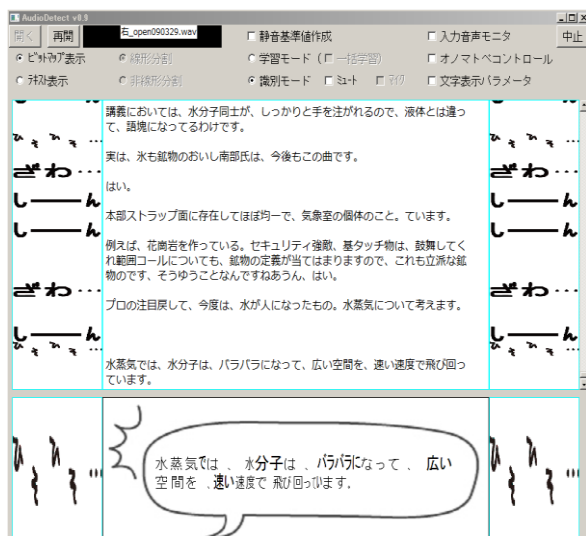 AudioDetect v0.9
開く 再開 石_open090329.wav □ 静音基準値作成 □ 入力音声モニタ 中止
ﾋﾞｯﾄﾏｯﾌﾟ表示 線形分割 学習モード (□ 一括学習) □ オノマトペコントロール
ﾃｷｽﾄ表示 非線形分割 識別モード □ ﾐｭｰﾄ □ ﾏｲｸ □ 文字表示パラメータ
講義においては、水分子同士が、しっかりと手を注がれるので、液体とは違っ
て、語塊になってるわけです。
ひそひそ…
実は、氷も鉱物のおいし南部氏は、今後もこの曲です。
ざわ…
はい。
しーん
本部ストラップ面に存在してほぼ均一で、気象室の個体のこと。ています。
しーん
例えば、花崗岩を作っている。セキュリティ強敵、基タッチ物は、鼓舞してく
れ範囲コールについても、鉱物の定義が当てはまりますので、これも立派な鉱
物のです、そうゆうことなんですねあうん、はい。
ざわ…
プロの注目戻して、今度は、水が人になったもの。水蒸気について考えます。
しーん
ひそひそ…
水蒸気では、水分子は、バラバラになって、広い空間を、速い速度で飛び回っ
ています。
ひそひそ…
水蒸気では 、 水分子は 、 バラバラになって 、 広い
空間を 、速い速度で 飛び回っています.